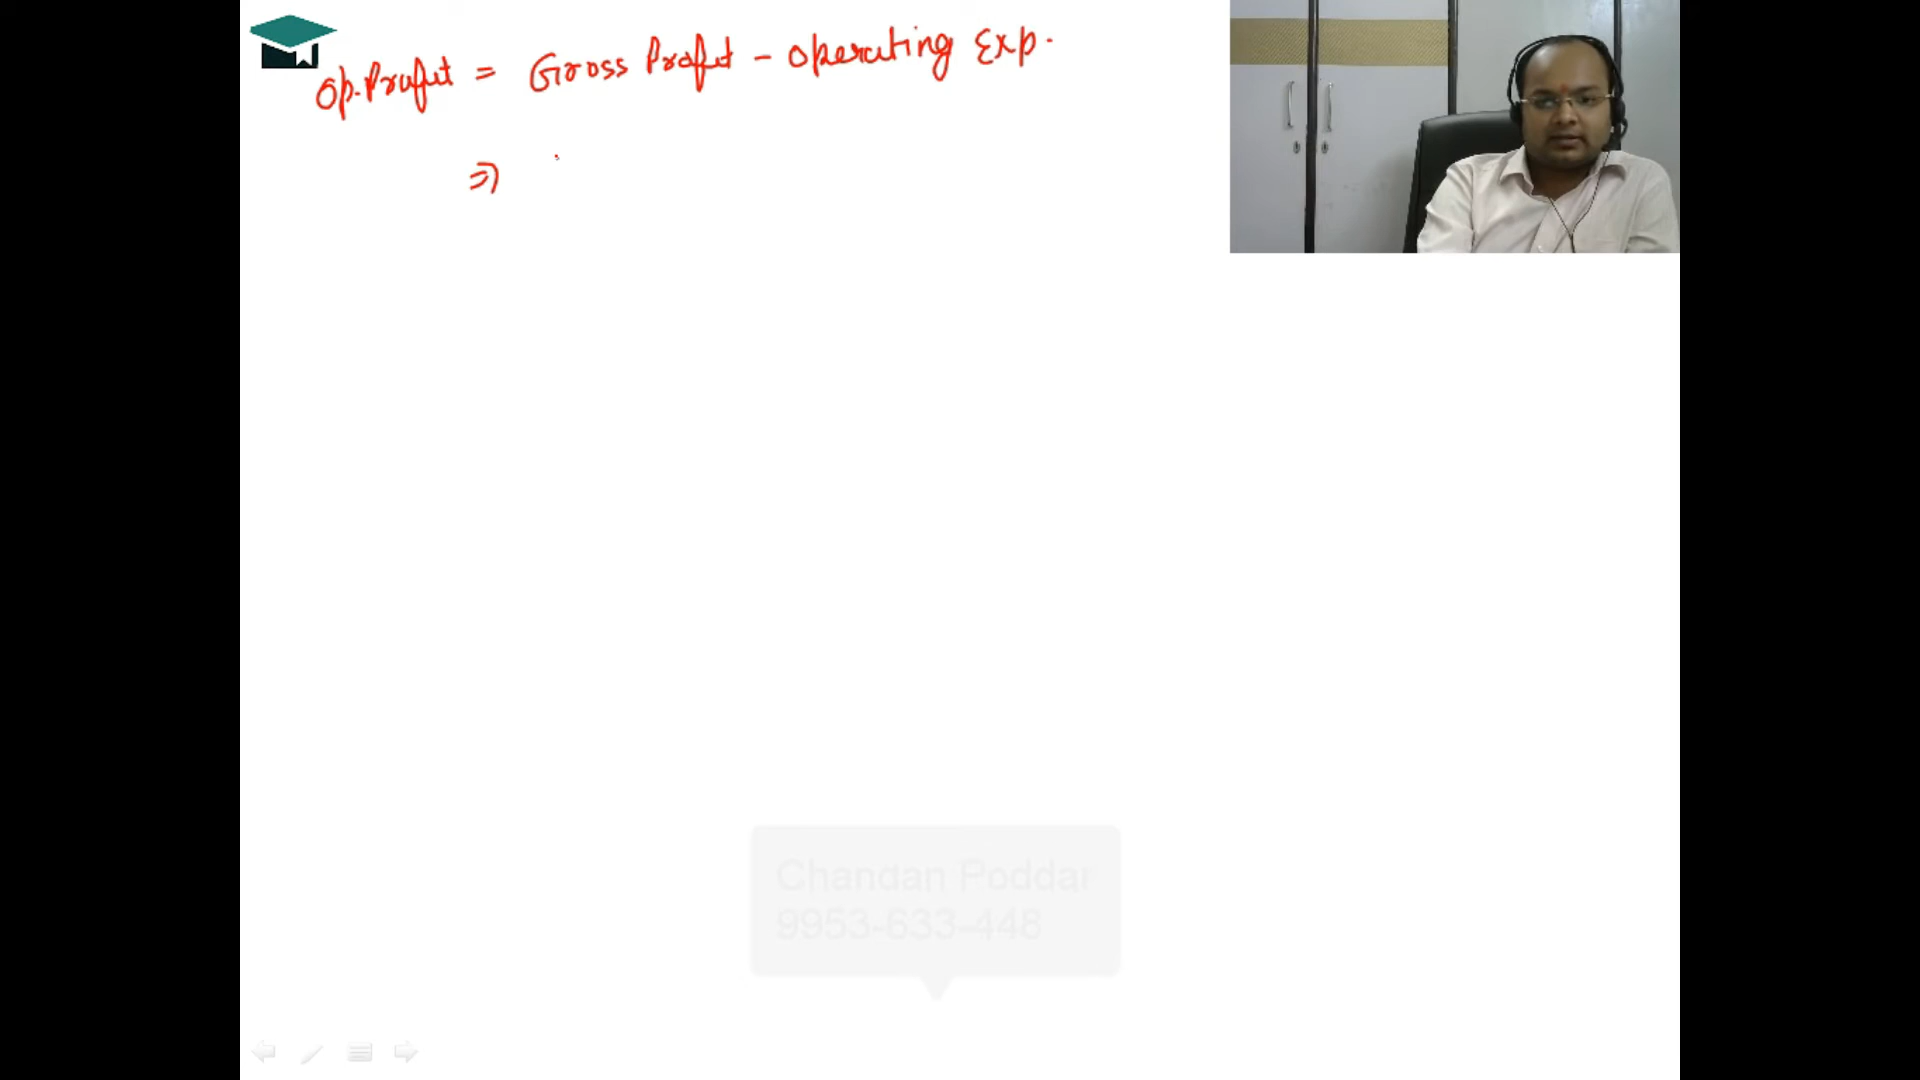 Op. Profit = Gross Profit - Operating Exp.
⇒
Chandan Poddar
9953-633-448